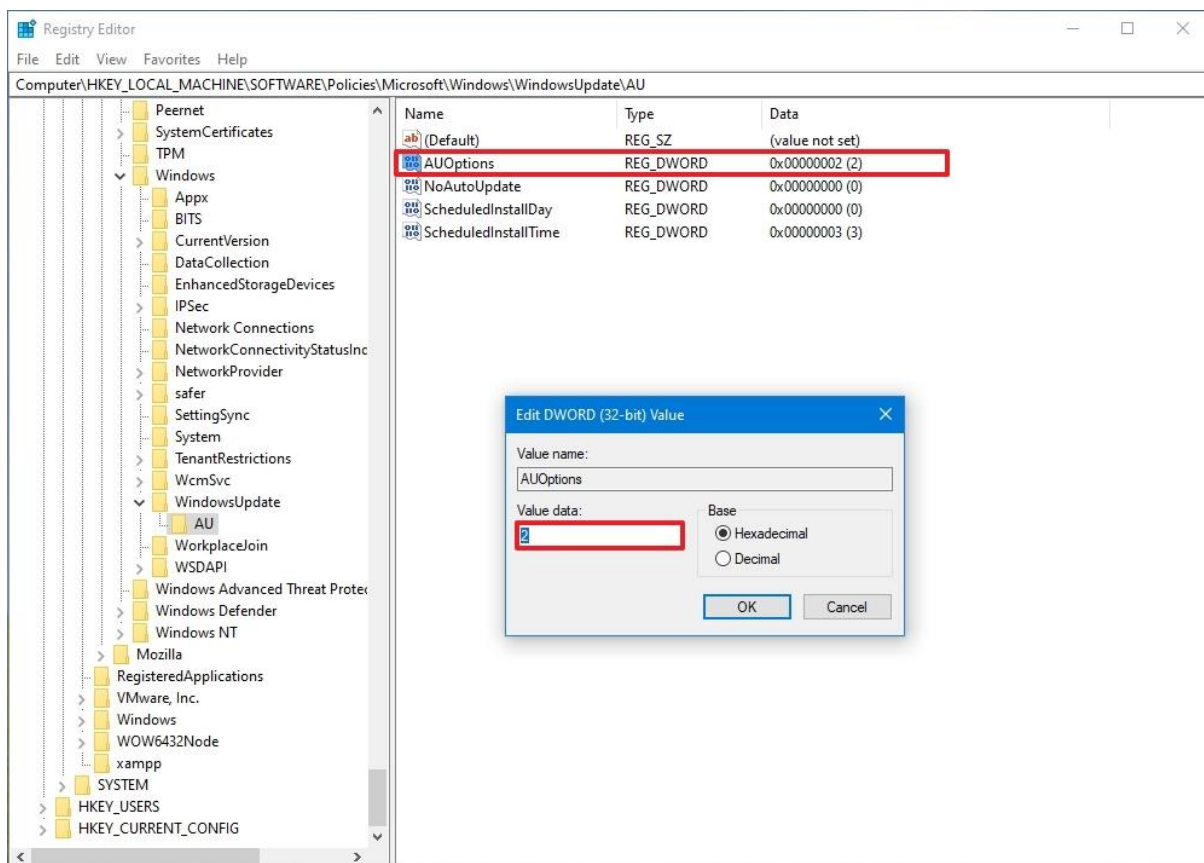 Registry Editor
File Edit View Favorites Help
Computer\HKEY_LOCAL_MACHINE\SOFTWARE\Policies\Microsoft\Windows\WindowsUpdate\AU
Peernet
SystemCertificates
TPM
Windows
Appx
BITS
CurrentVersion
DataCollection
EnhancedStorageDevices
IPSec
Network Connections
NetworkConnectivityStatusInc
NetworkProvider
safer
SettingSync
System
TenantRestrictions
WcmSvc
WindowsUpdate
AU
WorkplaceJoin
WSDAPI
Windows Advanced Threat Protec
Windows Defender
Windows NT
Mozilla
RegisteredApplications
VMware, Inc.
Windows
WOW6432Node
xampp
SYSTEM
HKEY_USERS
HKEY_CURRENT_CONFIG
Name Type Data
(Default) REG_SZ (value not set)
AUOptions REG_DWORD 0x00000002 (2)
NoAutoUpdate REG_DWORD 0x00000000 (0)
ScheduledInstallDay REG_DWORD 0x00000000 (0)
ScheduledInstallTime REG_DWORD 0x00000003 (3)
Edit DWORD (32-bit) Value
Value name:
AUOptions
Value data:
2
Base
Hexadecimal
Decimal
OK Cancel